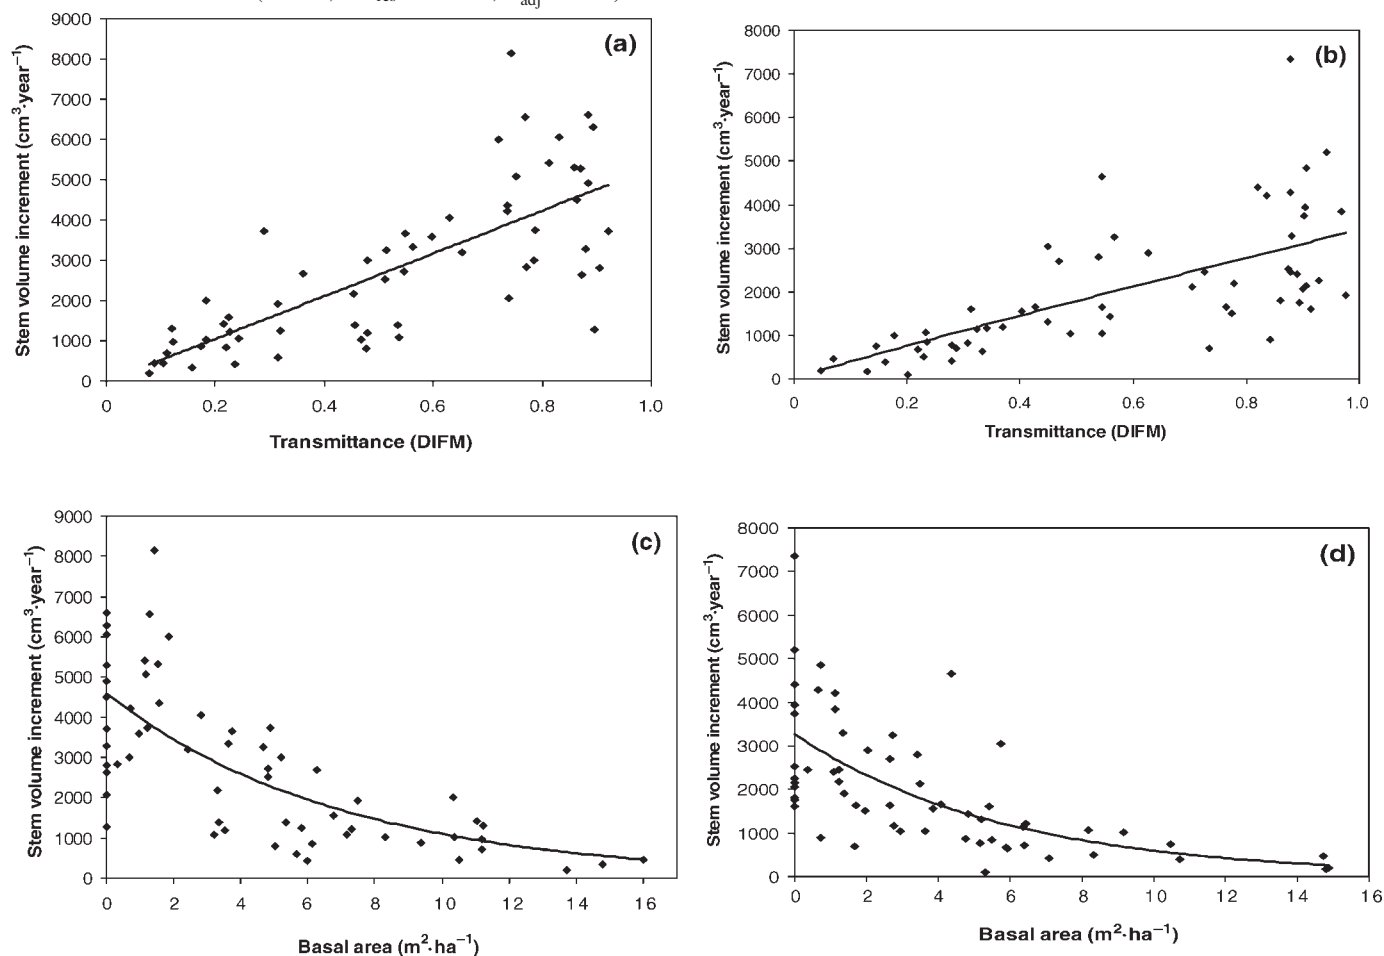 adj
9000
8000
7000
6000
5000
4000
3000
2000
1000
0
0 0.2 0.4 0.6 0.8 1.0
Stem volume increment (cm³·year⁻¹)
Transmittance (DIFM)
(a)
8000
7000
6000
5000
4000
3000
2000
1000
0
0 0.2 0.4 0.6 0.8 1.0
Stem volume increment (cm³·year⁻¹)
Transmittance (DIFM)
(b)
9000
8000
7000
6000
5000
4000
3000
2000
1000
0
0 2 4 6 8 10 12 14 16
Stem volume increment (cm³·year⁻¹)
Basal area (m²·ha⁻¹)
(c)
8000
7000
6000
5000
4000
3000
2000
1000
0
0 2 4 6 8 10 12 14 16
Stem volume increment (cm³·year⁻¹)
Basal area (m²·ha⁻¹)
(d)